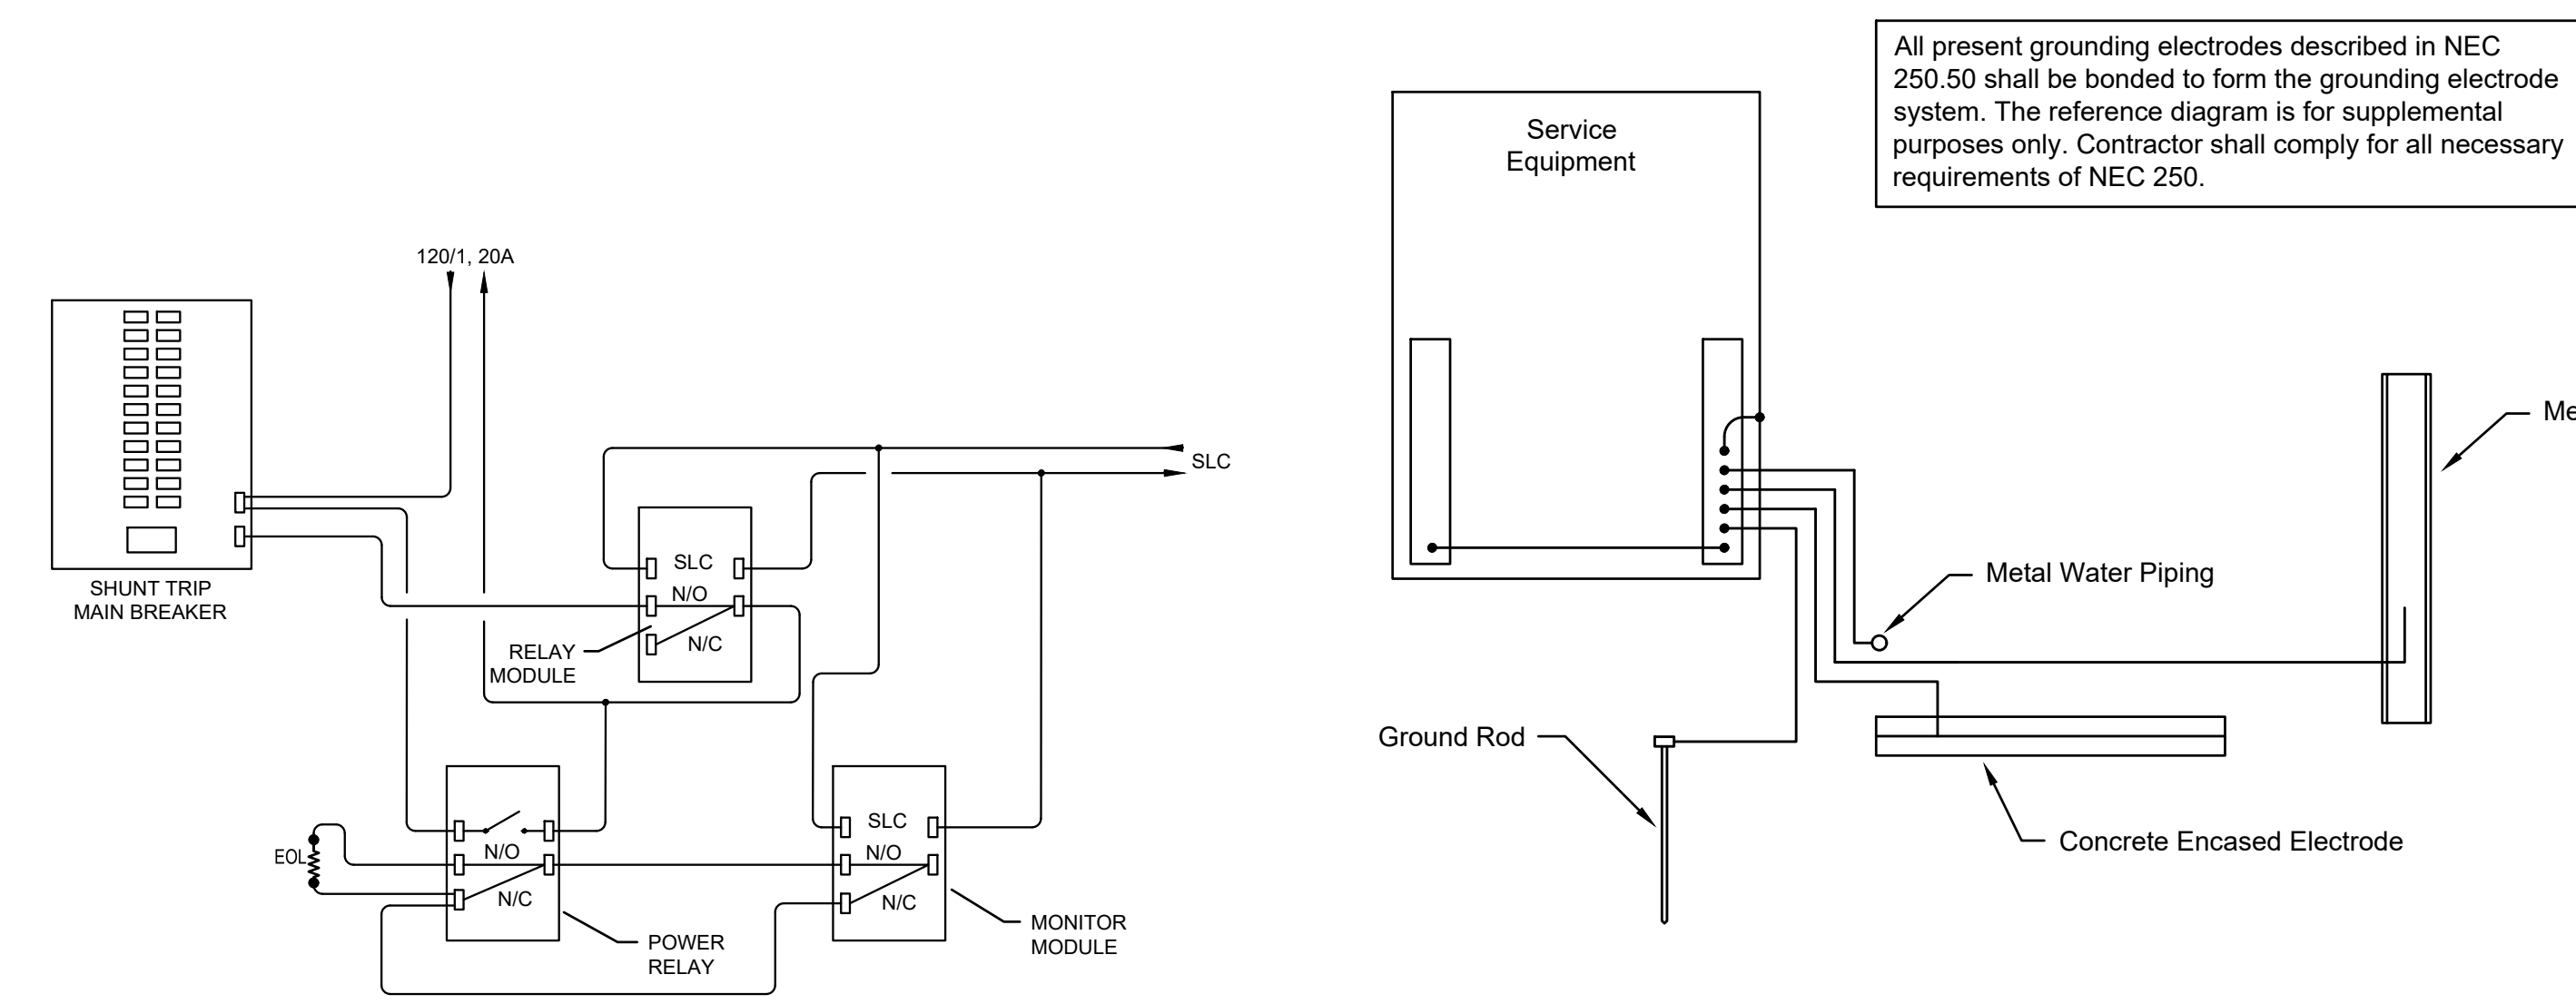 120/1, 20A
SHUNT TRIP
MAIN BREAKER
SLC
SLC
N/O
N/C
RELAY
MODULE
EOL
N/O
N/C
POWER
RELAY
SLC
N/O
N/C
MONITOR
MODULE
All present grounding electrodes described in NEC
250.50 shall be bonded to form the grounding electrode
system. The reference diagram is for supplemental
purposes only. Contractor shall comply for all necessary
requirements of NEC 250.
Service
Equipment
Metal Water Piping
Ground Rod
Concrete Encased Electrode